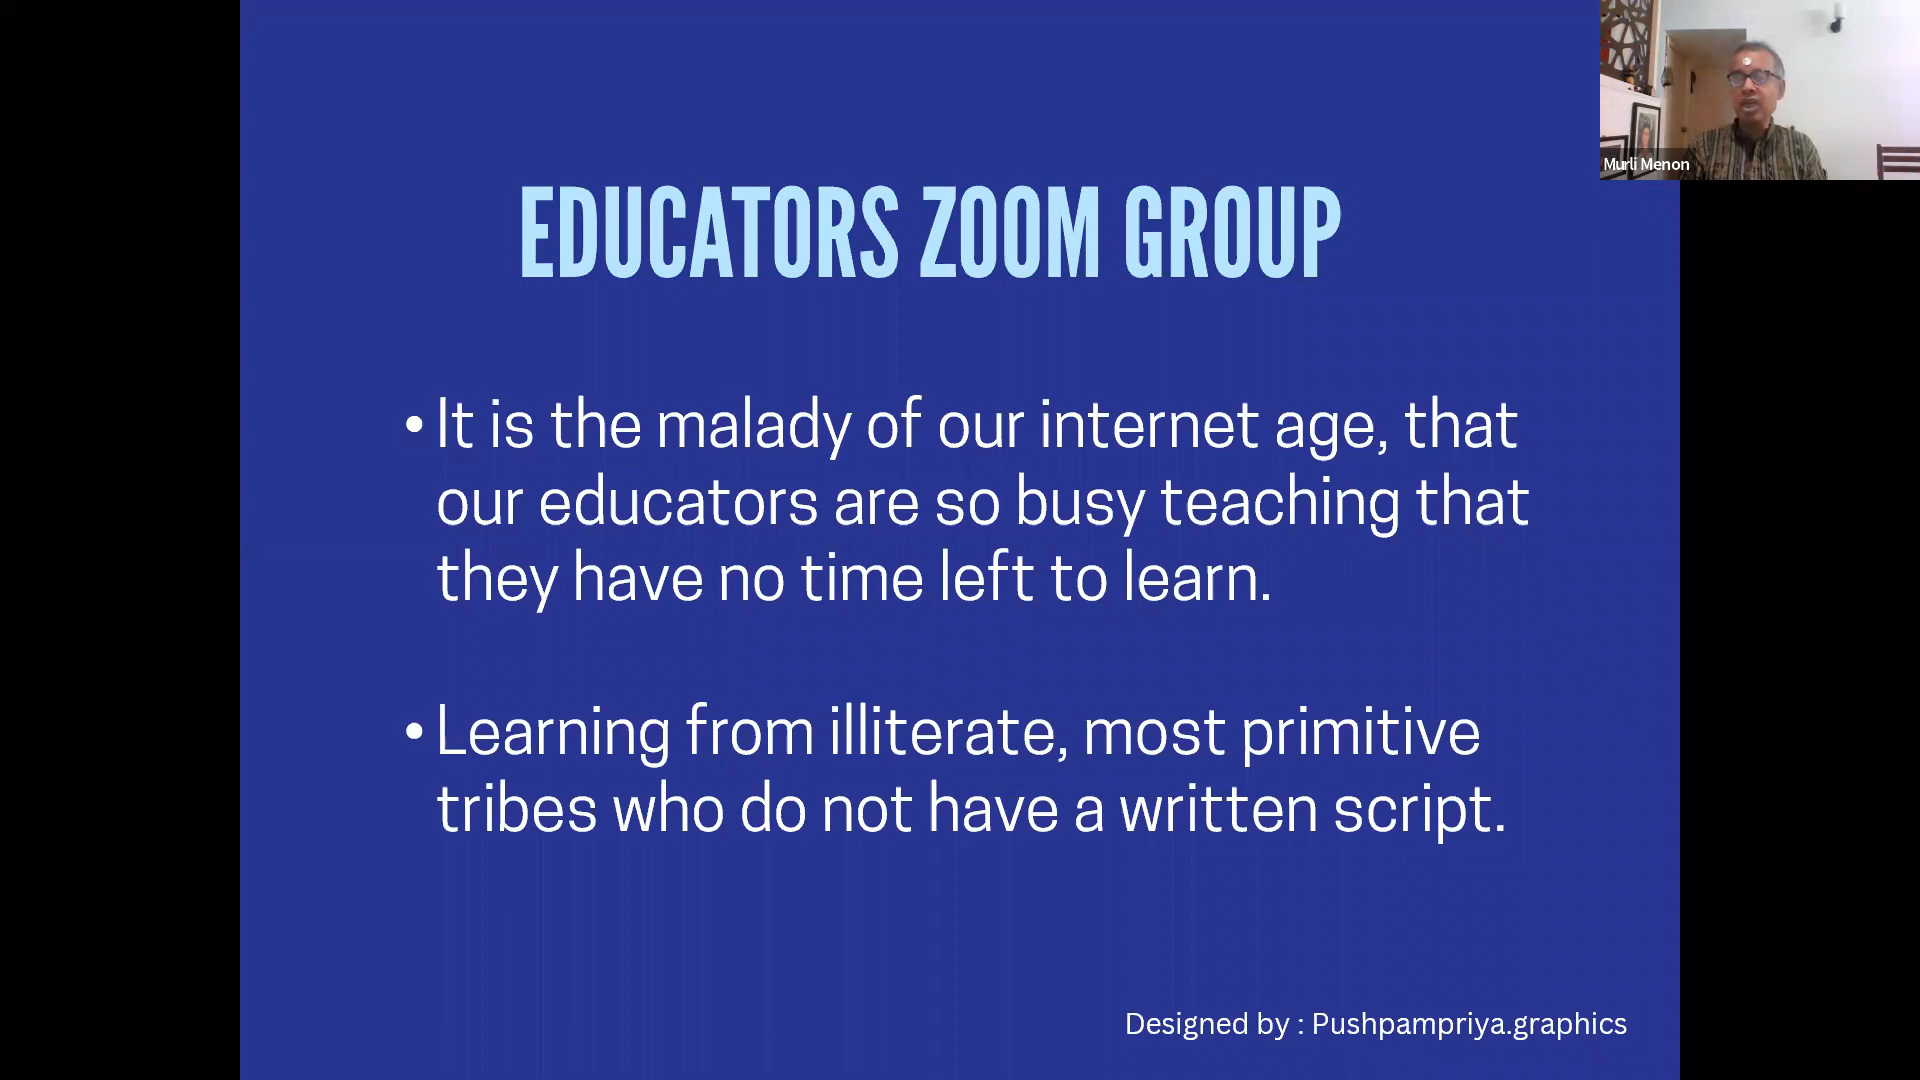 EDUCATORS ZOOM GROUP
• It is the malady of our internet age, that
our educators are so busy teaching that
they have no time left to learn.
• Learning from illiterate, most primitive
tribes who do not have a written script.
Designed by : Pushpampriya.graphics
Murli Menon